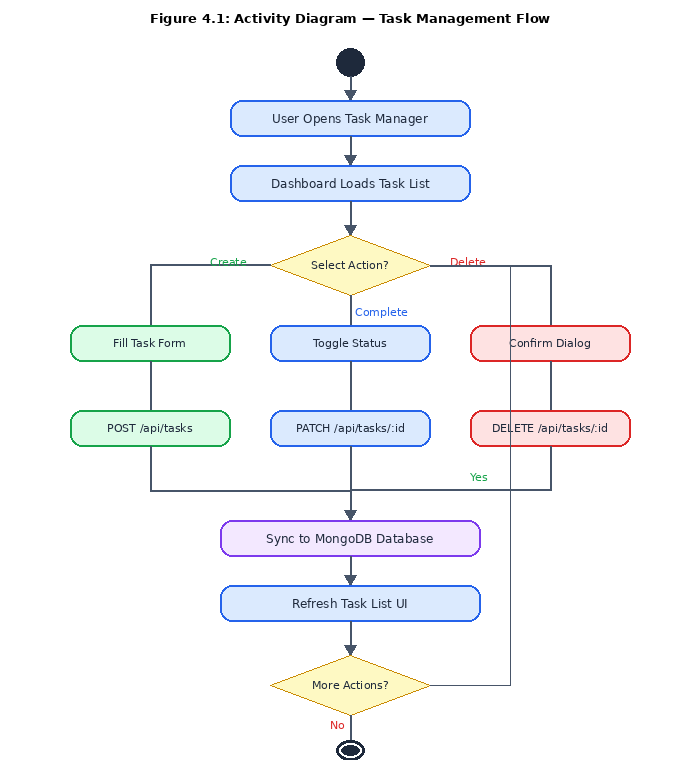 Figure 4.1: Activity Diagram — Task Management Flow
User Opens Task Manager
Dashboard Loads Task List
Create
Select Action?
Delete
Complete
Fill Task Form
Toggle Status
Confirm Dialog
POST /api/tasks
PATCH /api/tasks/:id
DELETE /api/tasks/:id
Yes
Sync to MongoDB Database
Refresh Task List UI
More Actions?
No